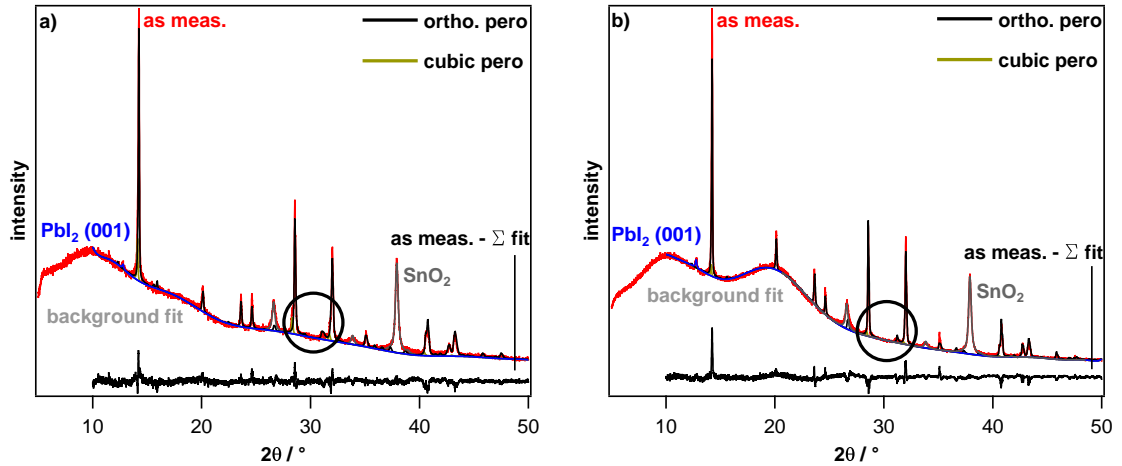 a)
as meas.
ortho. pero
cubic pero
intensity
PbI₂ (001)
as meas. - Σ fit
SnO₂
background fit
10 20 30 40 50
2θ / °
b)
as meas.
ortho. pero
cubic pero
intensity
PbI₂ (001)
as meas. - Σ fit
SnO₂
background fit
10 20 30 40 50
2θ / °